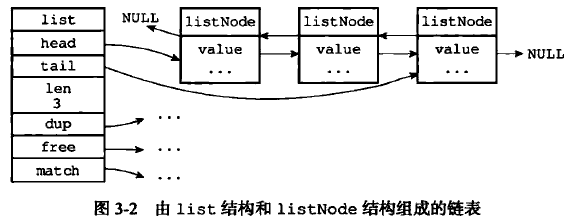 list
head
tail
len
3
dup
free
match
NULL
listNode
value
...
listNode
value
...
listNode
value
...
NULL
...
...
...
图 3-2 由 list 结构和 listNode 结构组成的链表